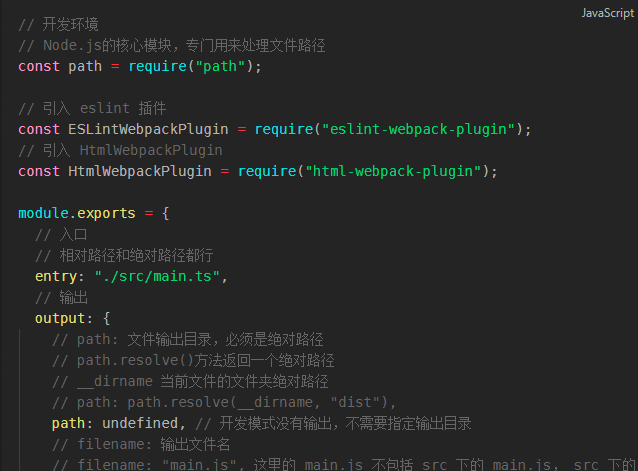 JavaScript
// 开发环境
// Node.js的核心模块，专门用来处理文件路径
const path = require("path");
// 引入 eslint 插件
const ESLintWebpackPlugin = require("eslint-webpack-plugin");
// 引入 HtmlWebpackPlugin
const HtmlWebpackPlugin = require("html-webpack-plugin");
module.exports = {
  // 入口
  // 相对路径和绝对路径都行
  entry: "./src/main.ts",
  // 输出
  output: {
    // path: 文件输出目录，必须是绝对路径
    // path.resolve()方法返回一个绝对路径
    // __dirname 当前文件的文件夹绝对路径
    // path: path.resolve(__dirname, "dist"),
    path: undefined, // 开发模式没有输出，不需要指定输出目录
    // filename: 输出文件名
    // filename: "main.js", 这里的 main.js 不包括 src 下的 main.js， src 下的